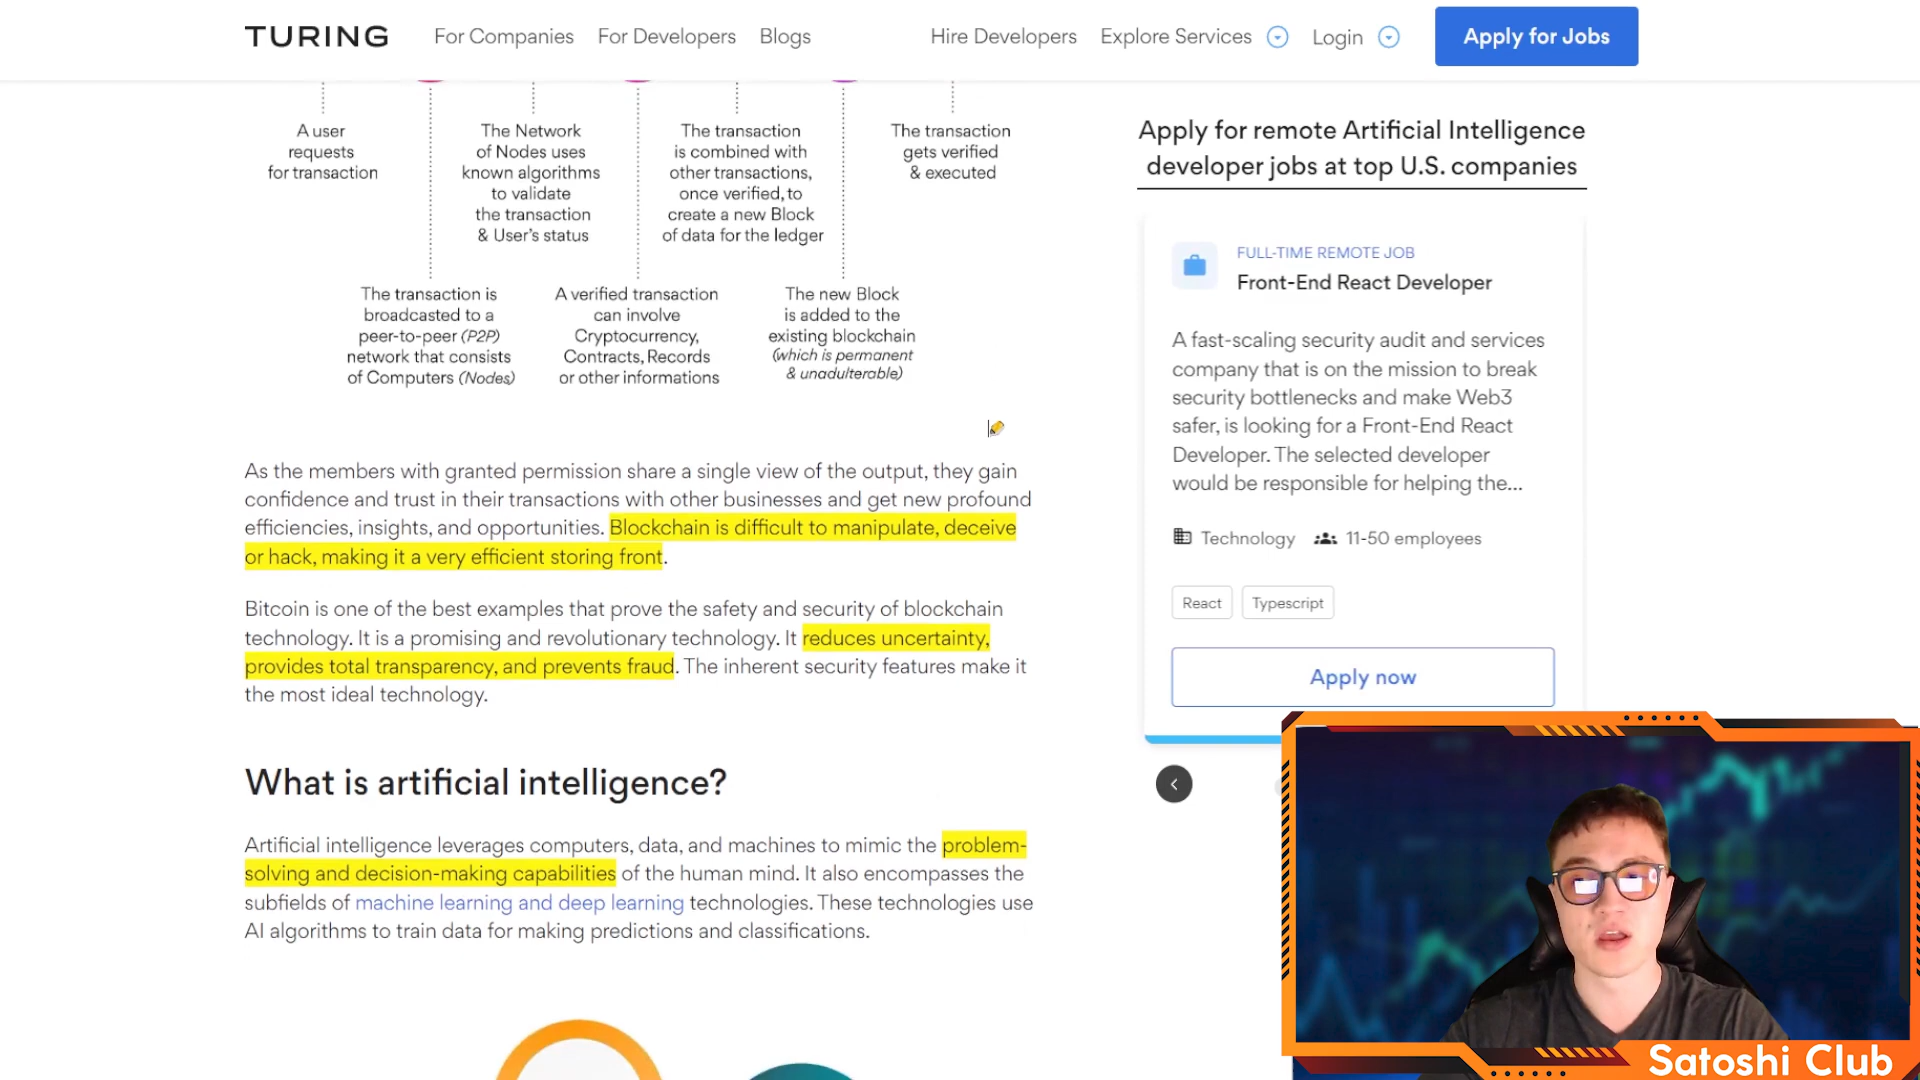 TURING
For Companies
For Developers
Blogs
Hire Developers
Explore Services
Login
Apply for Jobs
A user
requests
for transaction
The Network
of Nodes uses
known algorithms
to validate
the transaction
& User's status
The transaction
is combined with
other transactions,
once verified, to
create a new Block
of data for the ledger
The transaction
gets verified
& executed
The transaction is
broadcasted to a
peer-to-peer (P2P)
network that consists
of Computers (Nodes)
A verified transaction
can involve
Cryptocurrency,
Contracts, Records
or other informations
The new Block
is added to the
existing blockchain
(which is permanent
& unadulterable)
As the members with granted permission share a single view of the output, they gain
confidence and trust in their transactions with other businesses and get new profound
efficiencies, insights, and opportunities. Blockchain is difficult to manipulate, deceive
or hack, making it a very efficient storing front.
Bitcoin is one of the best examples that prove the safety and security of blockchain
technology. It is a promising and revolutionary technology. It reduces uncertainty,
provides total transparency, and prevents fraud. The inherent security features make it
the most ideal technology.
What is artificial intelligence?
Artificial intelligence leverages computers, data, and machines to mimic the problem-
solving and decision-making capabilities of the human mind. It also encompasses the
subfields of machine learning and deep learning technologies. These technologies use
AI algorithms to train data for making predictions and classifications.
Apply for remote Artificial Intelligence
developer jobs at top U.S. companies
FULL-TIME REMOTE JOB
Front-End React Developer
A fast-scaling security audit and services
company that is on the mission to break
security bottlenecks and make Web3
safer, is looking for a Front-End React
Developer. The selected developer
would be responsible for helping the...
Technology
11-50 employees
React
Typescript
Apply now
Satoshi Club